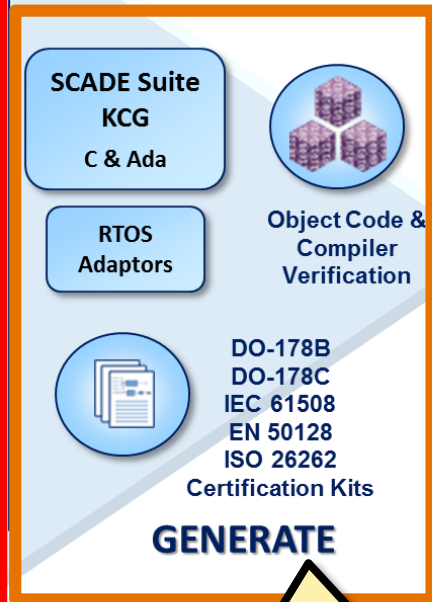 SCADE Suite
KCG
C & Ada
Object Code &
Compiler
Verification
RTOS
Adaptors
DO-178B
DO-178C
IEC 61508
EN 50128
ISO 26262
Certification Kits
GENERATE